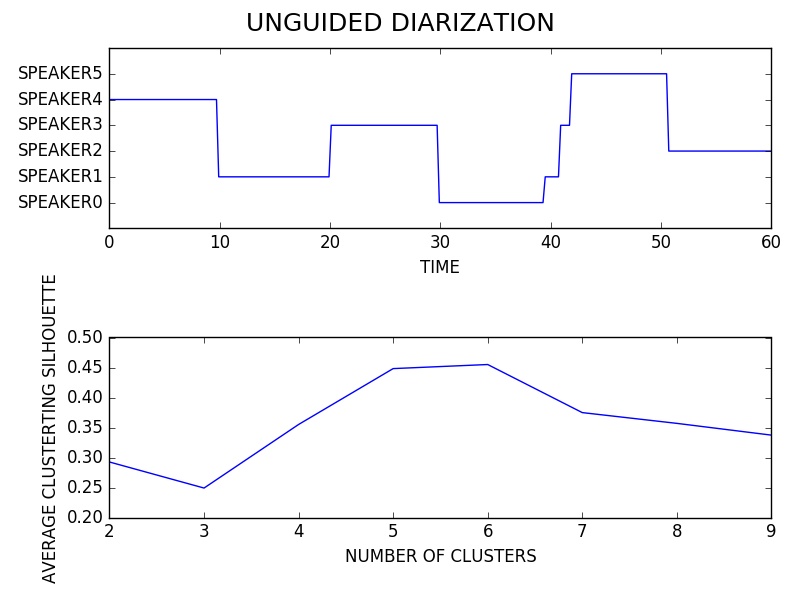 UNGUIDED DIARIZATION
SPEAKER5
SPEAKER4
SPEAKER3
SPEAKER2
SPEAKER1
SPEAKER0
0 10 20 30 40 50 60
TIME
AVERAGE CLUSTERTING SILHOUETTE
0.50
0.45
0.40
0.35
0.30
0.25
0.20
2 3 4 5 6 7 8 9
NUMBER OF CLUSTERS